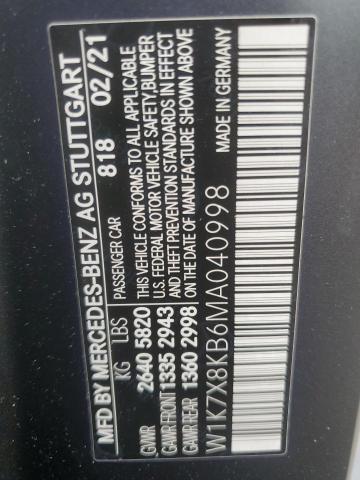 MFD BY MERCEDES-BENZ AG STUTTGART
818 02/21
KG LBS PASSENGER CAR
GVWR 2640 5820 THIS VEHICLE CONFORMS TO ALL APPLICABLE
U.S. FEDERAL MOTOR VEHICLE SAFETY,BUMPER
GAWR FRONT 1335 2943 AND THEFT PREVENTION STANDARDS IN EFFECT
GAWR REAR 1360 2998 ON THE DATE OF MANUFACTURE SHOWN ABOVE
W1K7X8KB6MA040998 MADE IN GERMANY